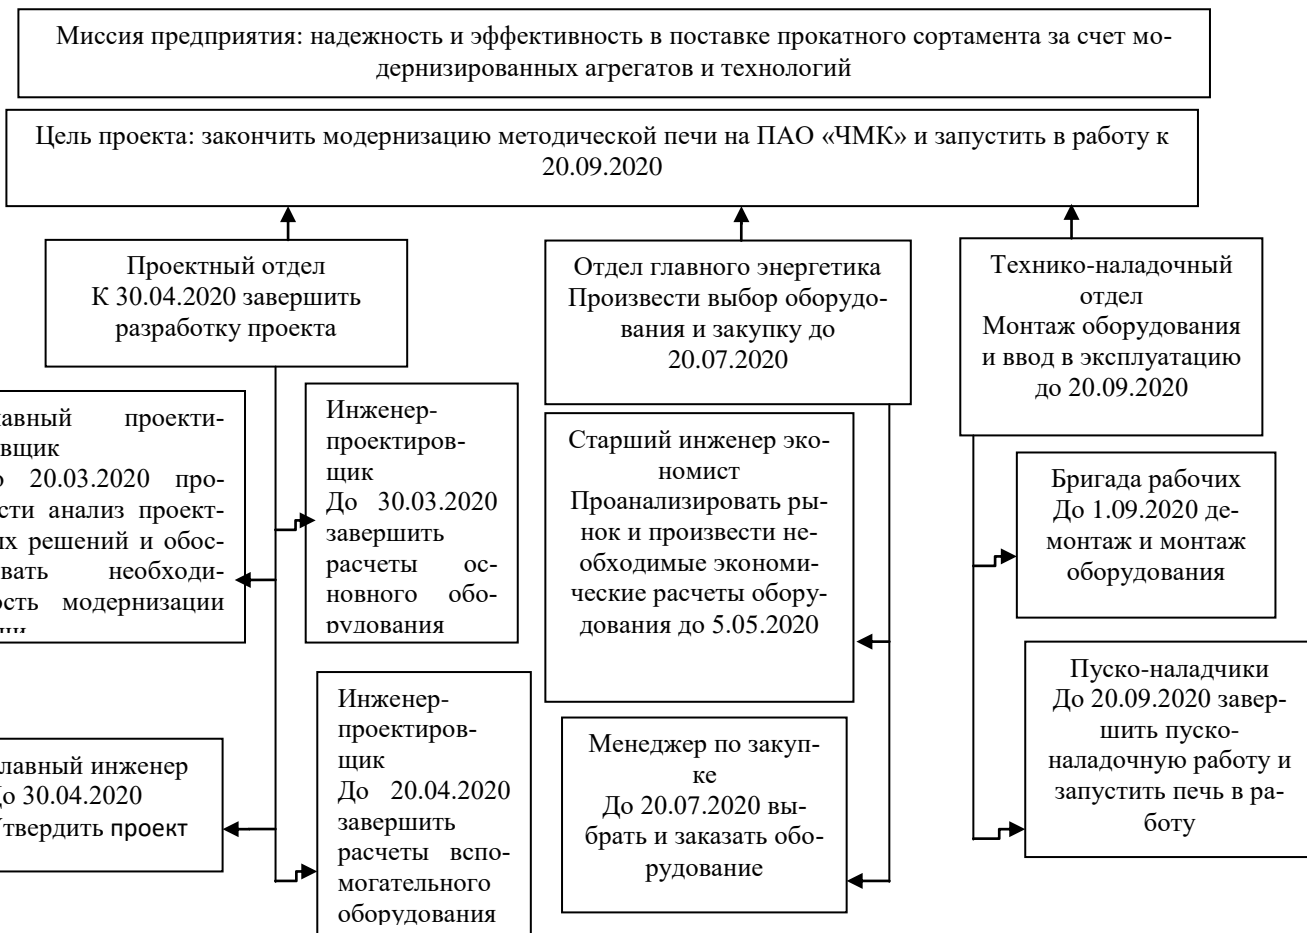 Миссия предприятия: надежность и эффективность в поставке прокатного сортамента за счет мо-
дернизированных агрегатов и технологий
Цель проекта: закончить модернизацию методической печи на ПАО «ЧМК» и запустить в работу к
20.09.2020
Проектный отдел
К 30.04.2020 завершить
разработку проекта
Отдел главного энергетика
Произвести выбор оборудо-
вания и закупку до
20.07.2020
Технико-наладочный
отдел
Монтаж оборудования
и ввод в эксплуатацию
до 20.09.2020
лавный проекти-
вщик
20.03.2020 про-
сти анализ проект-
ых решений и обос-
вать необходи-
ость модернизации
Инженер-
проектиров-
щик
До 30.03.2020
завершить
расчеты ос-
новного обо-
рудования
Старший инженер эко-
номист
Проанализировать ры-
нок и произвести не-
обходимые экономи-
ческие расчеты обору-
дования до 5.05.2020
Бригада рабочих
До 1.09.2020 де-
монтаж и монтаж
оборудования
лавный инженер
До 30.04.2020
Утвердить проект
Инженер-
проектиров-
щик
До 20.04.2020
завершить
расчеты вспо-
могательного
оборудования
Менеджер по закуп-
ке
До 20.07.2020 вы-
брать и заказать обо-
рудование
Пуско-наладчики
До 20.09.2020 завер-
шить пуско-
наладочную работу и
запустить печь в ра-
боту